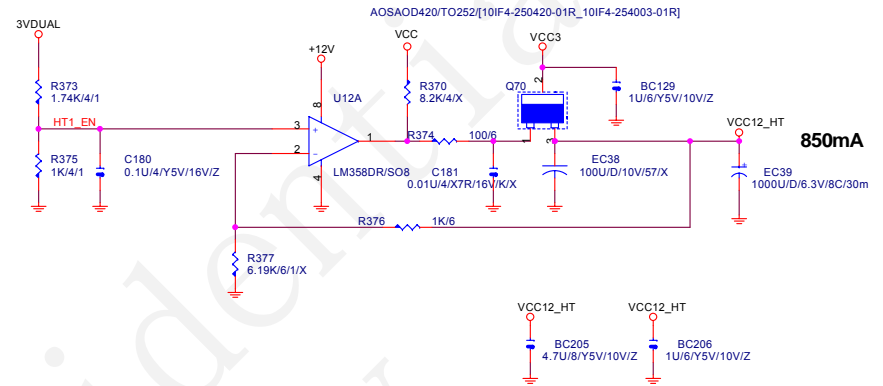 AOSAOD420/TO252/[10IF4-250420-01R_10IF4-254003-01R]
3VDUAL
+12V
VCC
VCC3
R373
1.74K/4/1
HT1_EN
R375
1K/4/1
C180
0.1U/4/Y5V/16V/Z
U12A
8
3
+
2
-
1
4
LM358DR/SO8
R370
8.2K/4/X
R374
100/6
C181
0.01U/4/X7R/16V/K/X
Q70
2
1
3
BC129
1U/6/Y5V/10V/Z
EC38
100U/D/10V/57/X
VCC12_HT
850mA
+
EC39
1000U/D/6.3V/8C/30m
R376
1K/6
R377
6.19K/6/1/X
VCC12_HT
BC205
4.7U/8/Y5V/10V/Z
VCC12_HT
BC206
1U/6/Y5V/10V/Z